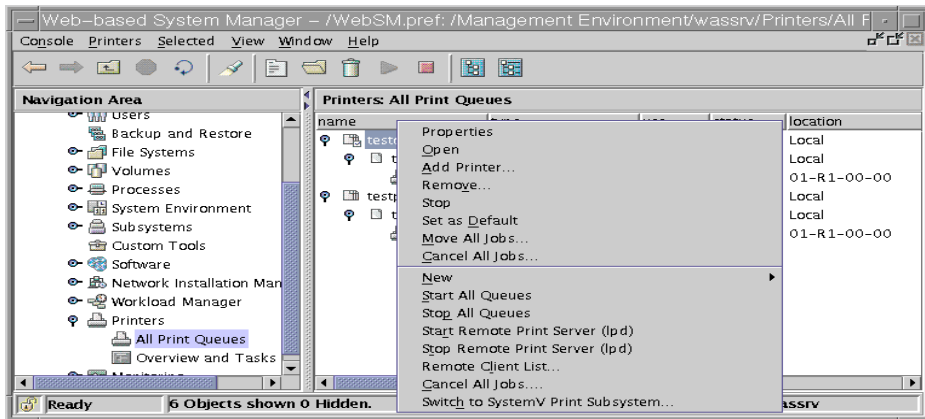 Web-based System Manager - /WebSM.pref: /Management Environment/wassrv/Printers/All
Console Printers Selected View Window Help
Navigation Area
Users
Backup and Restore
File Systems
Volumes
Processes
System Environment
Subsystems
Custom Tools
Software
Network Installation Man
Workload Manager
Printers
All Print Queues
Overview and Tasks
Printers: All Print Queues
name location
Local
Local
01-R1-00-00
Local
Local
01-R1-00-00
Properties
Open
Add Printer...
Remove...
Stop
Set as Default
Move All Jobs...
Cancel All Jobs...
New
Start All Queues
Stop All Queues
Start Remote Print Server (lpd)
Stop Remote Print Server (lpd)
Remote Client List...
Cancel All Jobs....
Switch to SystemV Print Subsystem...
Ready
6 Objects shown 0 Hidden.
assrv